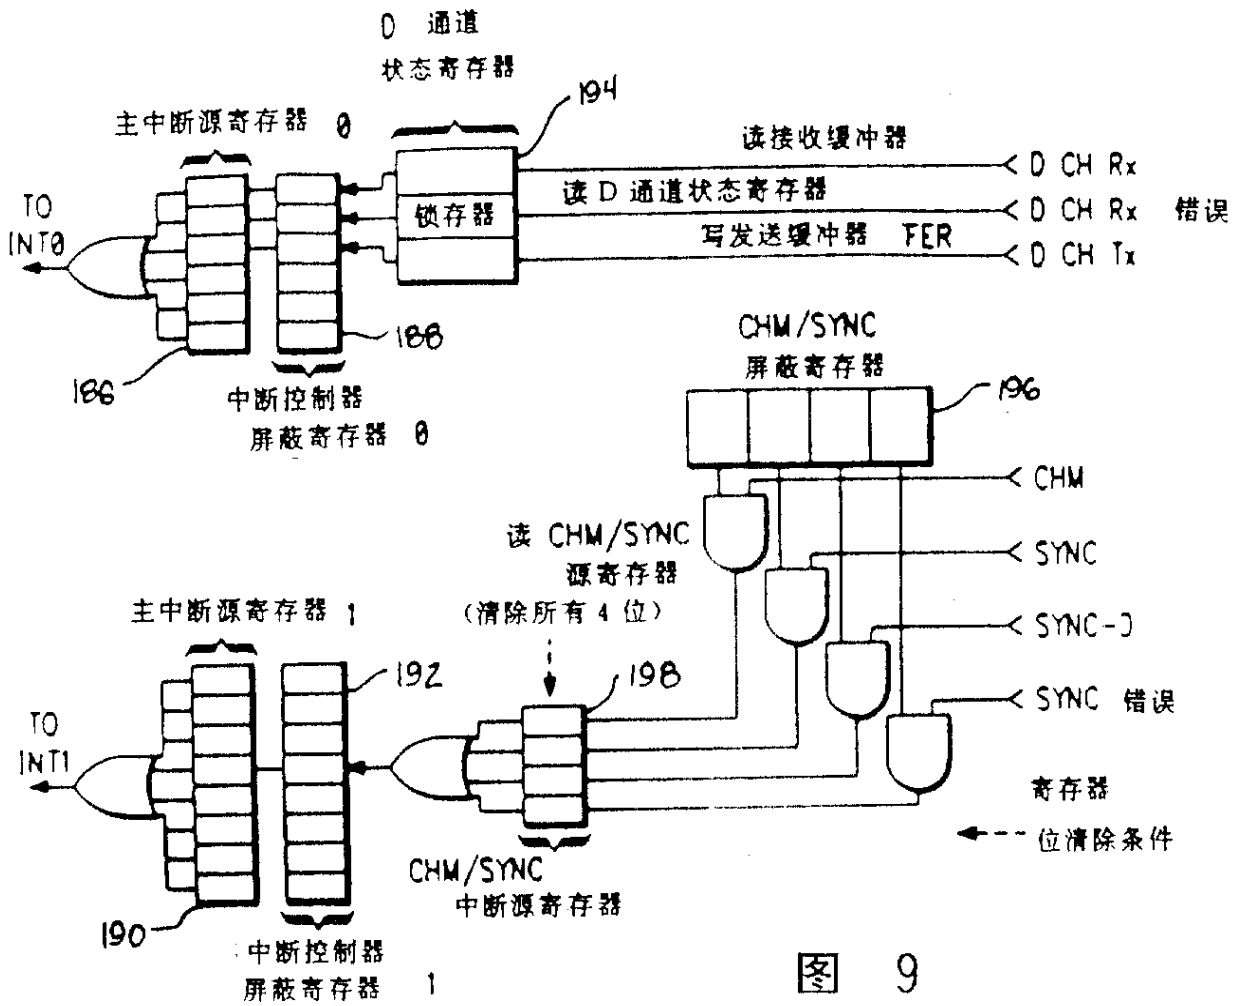 D 通道
状态寄存器
194
主中断源寄存器 0
读接收缓冲器
D CH Rx
读 D 通道状态寄存器
D CH Rx 错误
锁存器
写发送缓冲器 FER
D CH Tx
TO
INT0
188
186
中断控制器
屏蔽寄存器 0
CHM/SYNC
屏蔽寄存器
196
CHM
读 CHM/SYNC
源寄存器
(清除所有 4 位)
SYNC
SYNC-D
SYNC 错误
主中断源寄存器 1
192
198
TO
INT1
寄存器
位清除条件
CHM/SYNC
中断源寄存器
190
中断控制器
屏蔽寄存器 1
图 9